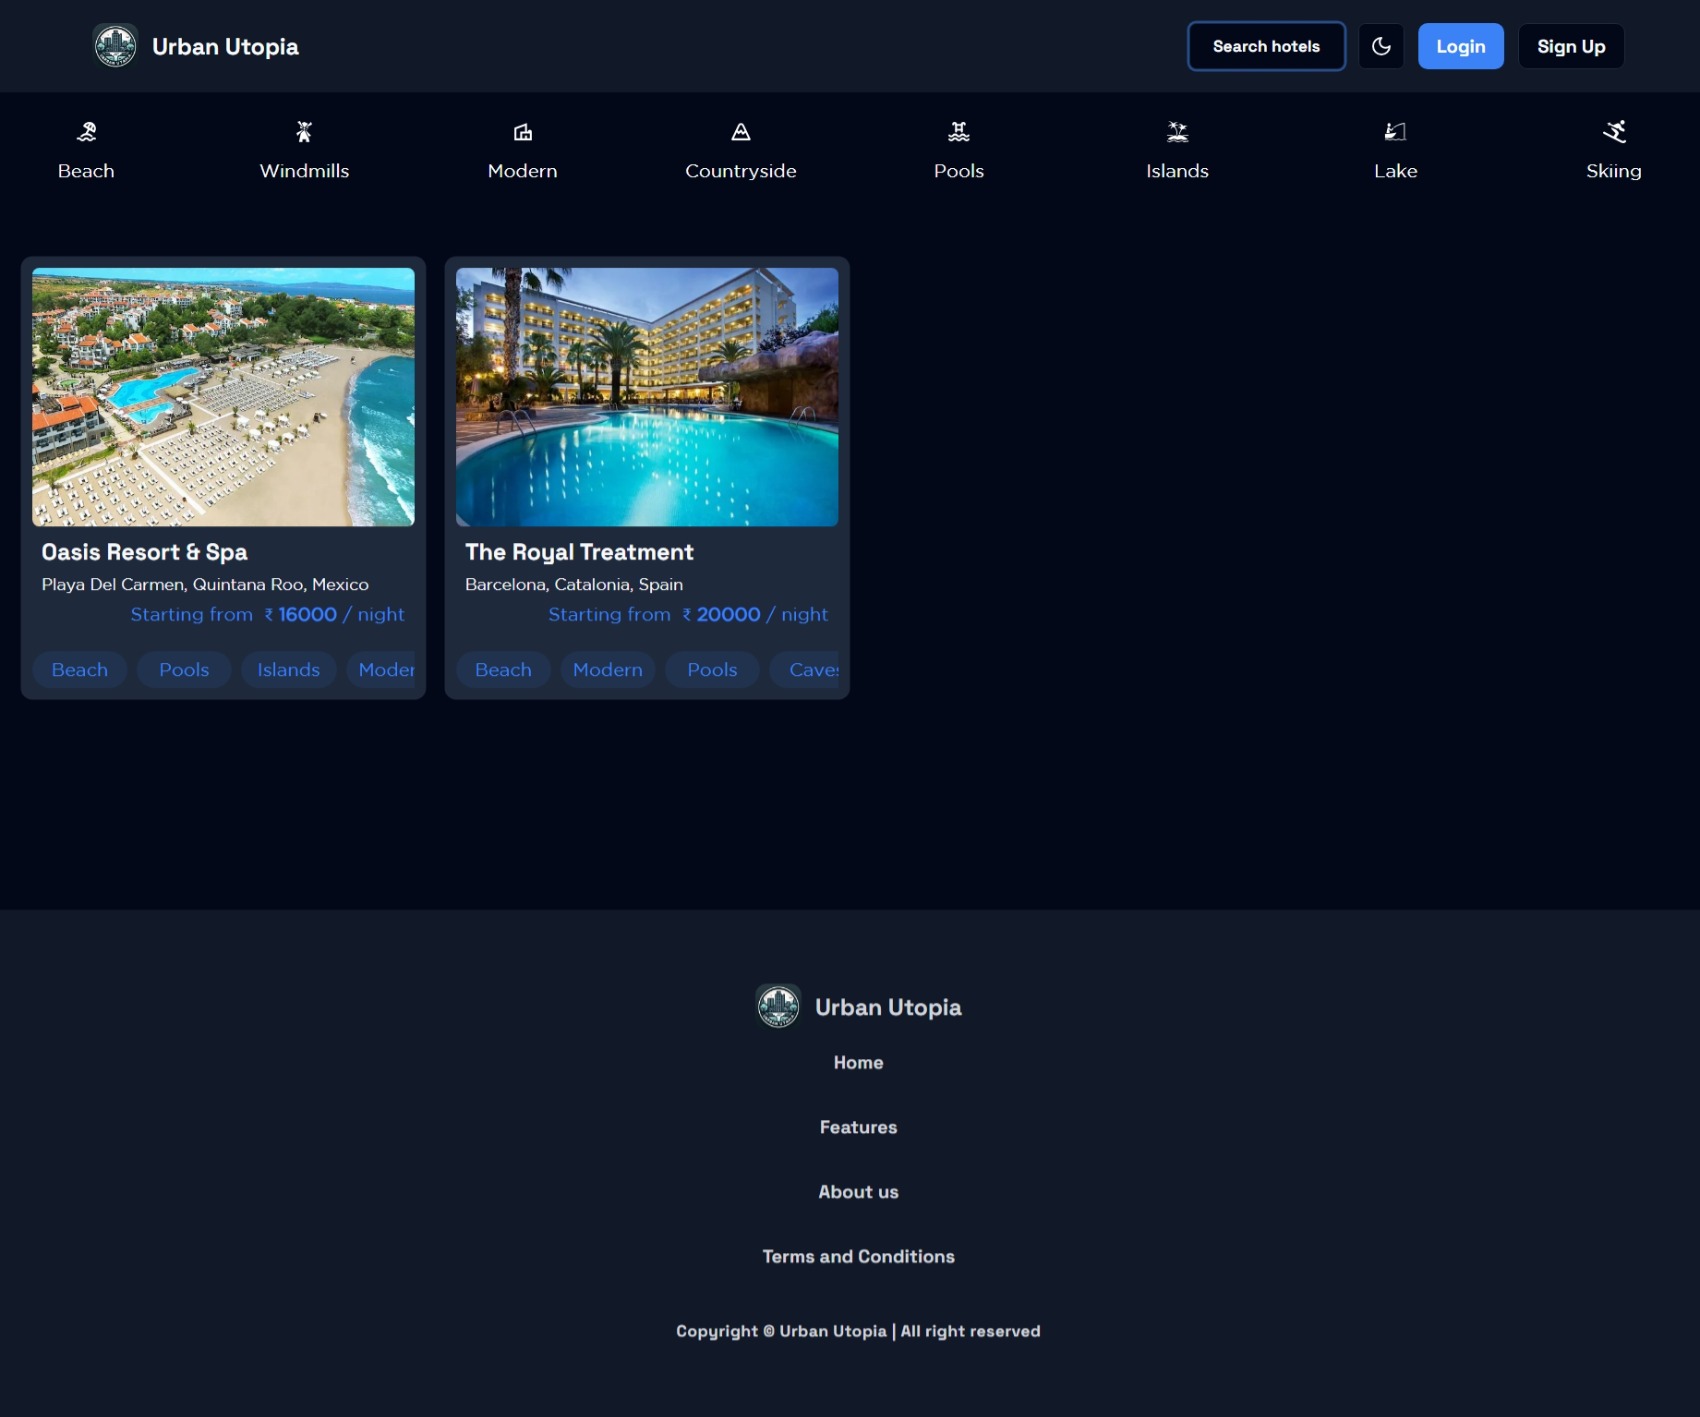 Urban Utopia
Search hotels
Login
Sign Up
Beach
Windmills
Modern
Countryside
Pools
Islands
Lake
Skiing
Oasis Resort & Spa
Playa Del Carmen, Quintana Roo, Mexico
Starting from ₹ 16000 / night
Beach
Pools
Islands
Moder
The Royal Treatment
Barcelona, Catalonia, Spain
Starting from ₹ 20000 / night
Beach
Modern
Pools
Caves
Urban Utopia
Home
Features
About us
Terms and Conditions
Copyright © Urban Utopia | All right reserved